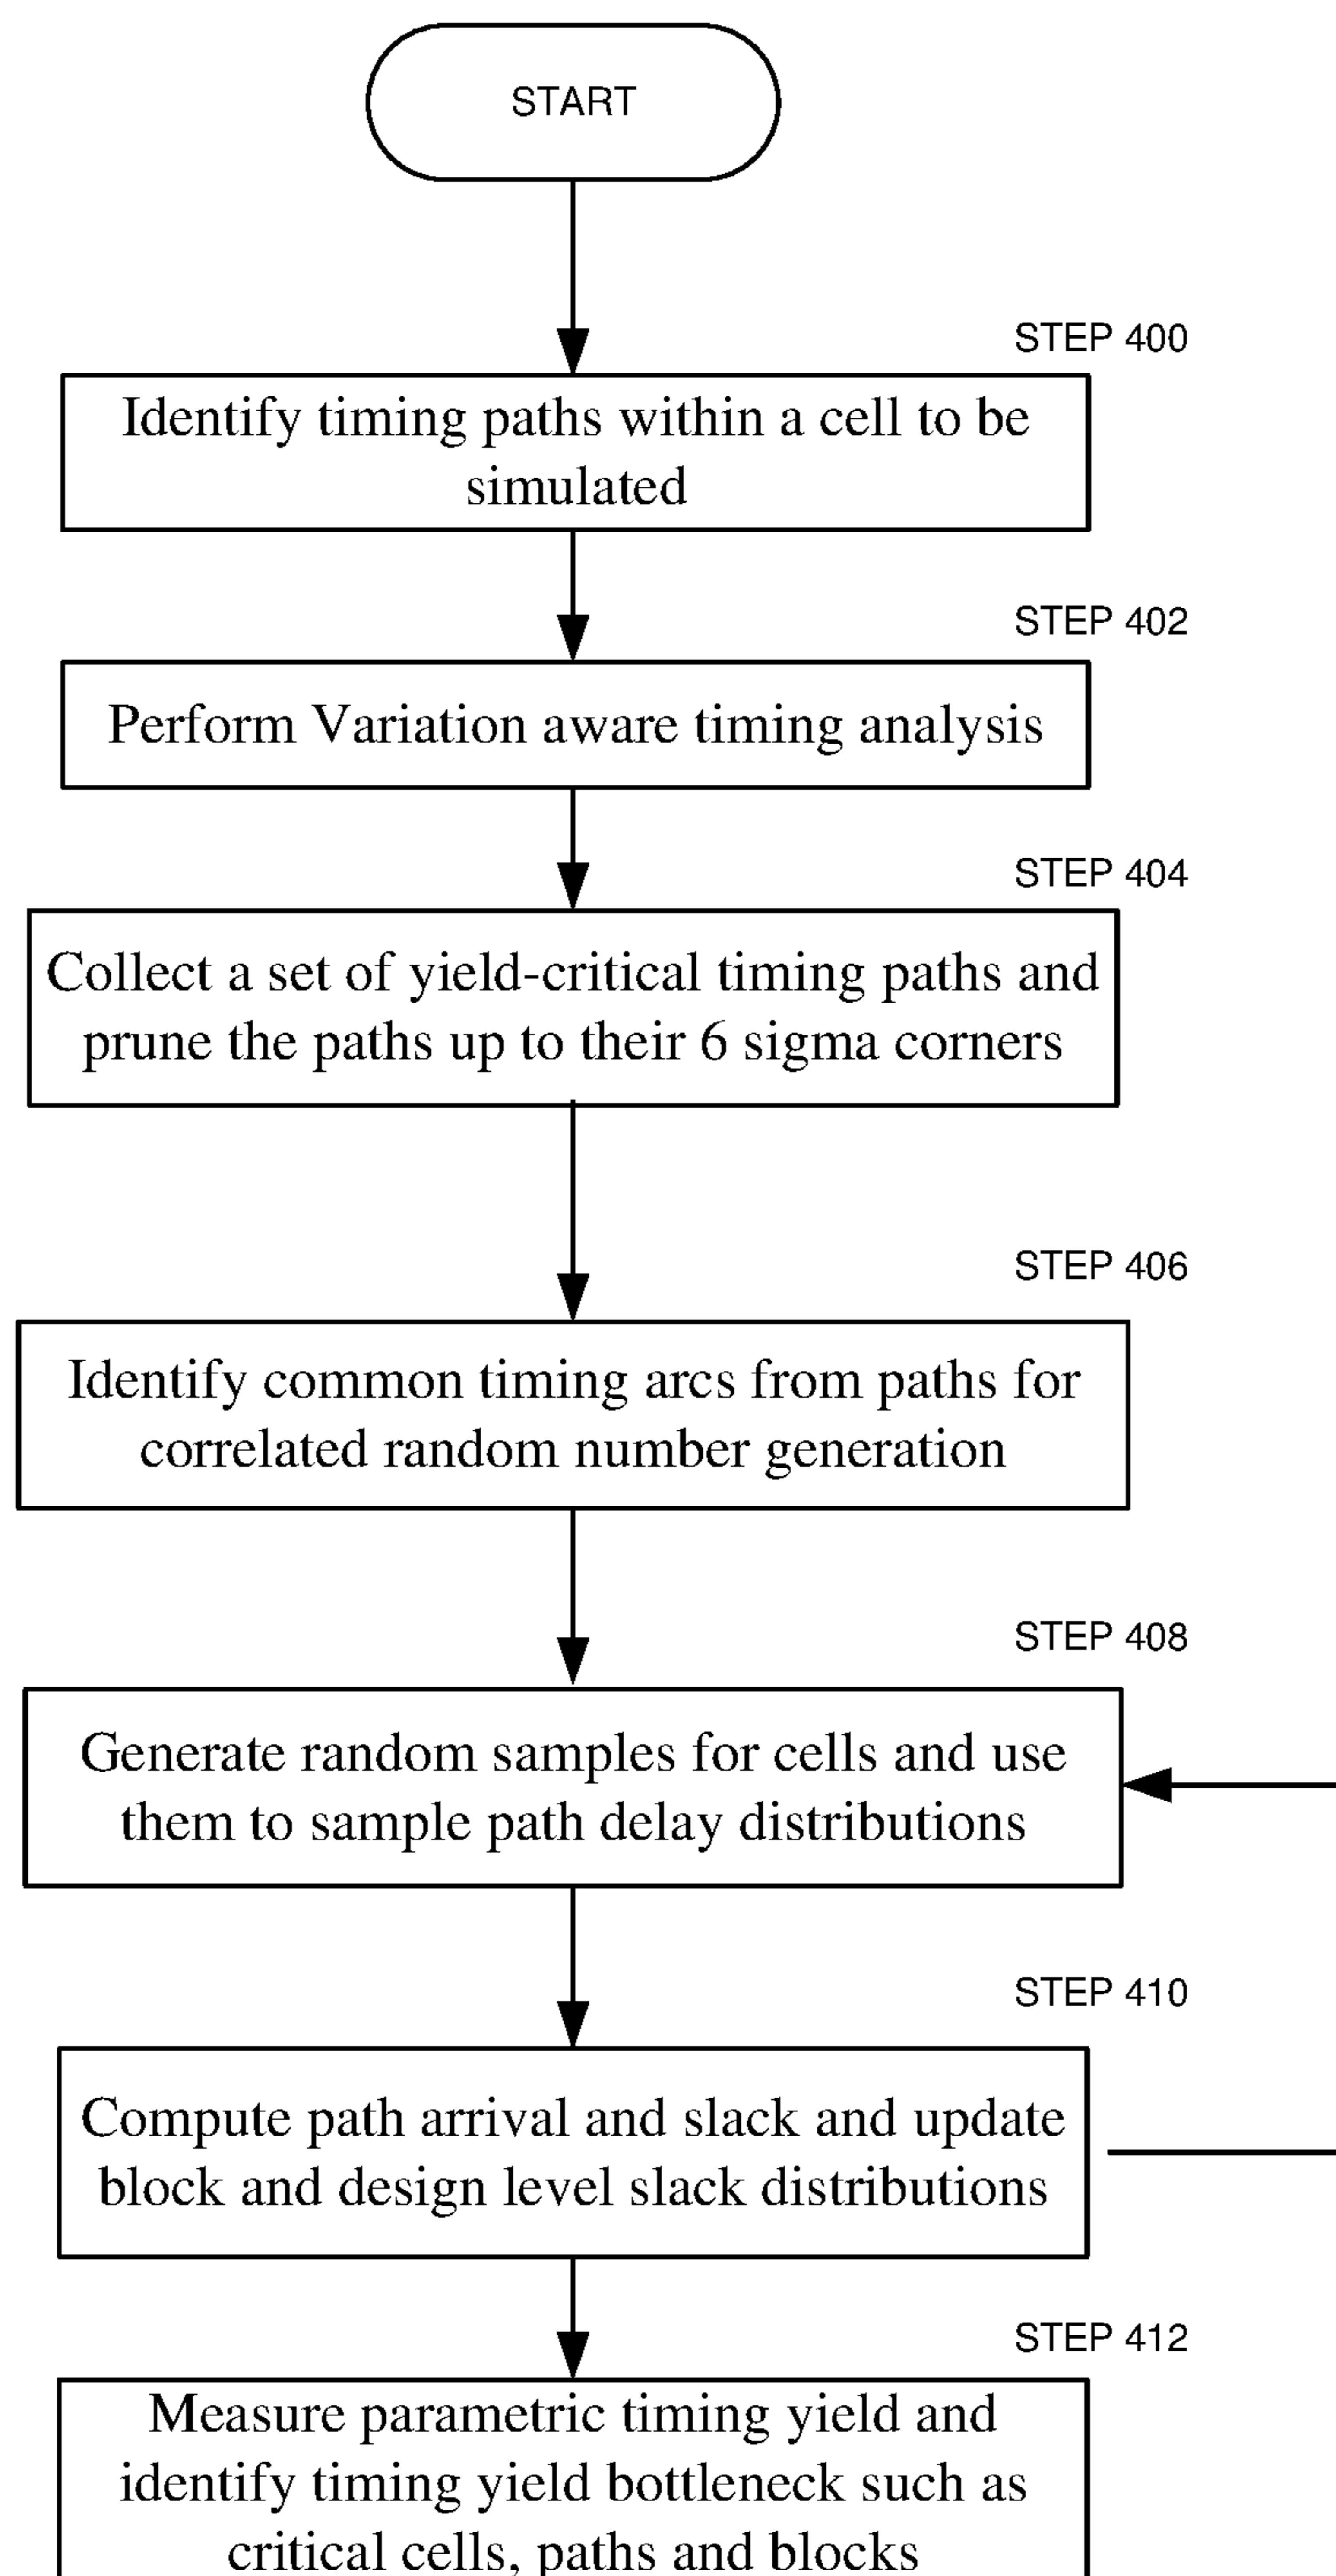 START
STEP 400
Identify timing paths within a cell to be
simulated
STEP 402
Perform Variation aware timing analysis
STEP 404
Collect a set of yield-critical timing paths and
prune the paths up to their 6 sigma corners
STEP 406
Identify common timing arcs from paths for
correlated random number generation
STEP 408
Generate random samples for cells and use
them to sample path delay distributions
STEP 410
Compute path arrival and slack and update
block and design level slack distributions
STEP 412
Measure parametric timing yield and
identify timing yield bottleneck such as
critical cells, paths and blocks